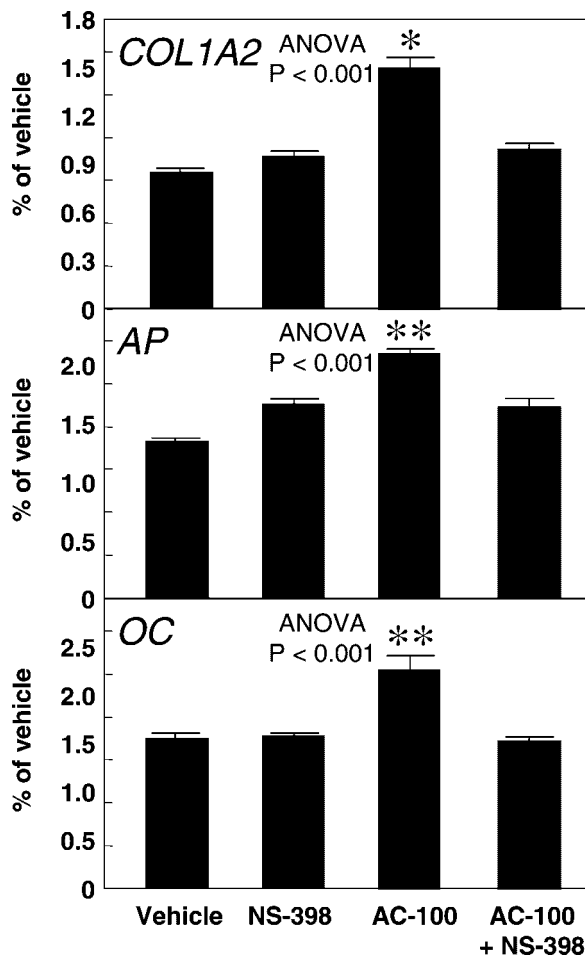 1.8
COL1A2
ANOVA
P < 0.001
*
1.5
1.2
0.9
0.6
0.3
0
% of vehicle
AP
ANOVA
P < 0.001
**
2.0
1.5
1.0
0.5
0
% of vehicle
OC
ANOVA
P < 0.001
**
2.5
2.0
1.5
1.0
0.5
0
% of vehicle
Vehicle NS-398 AC-100 AC-100
+ NS-398